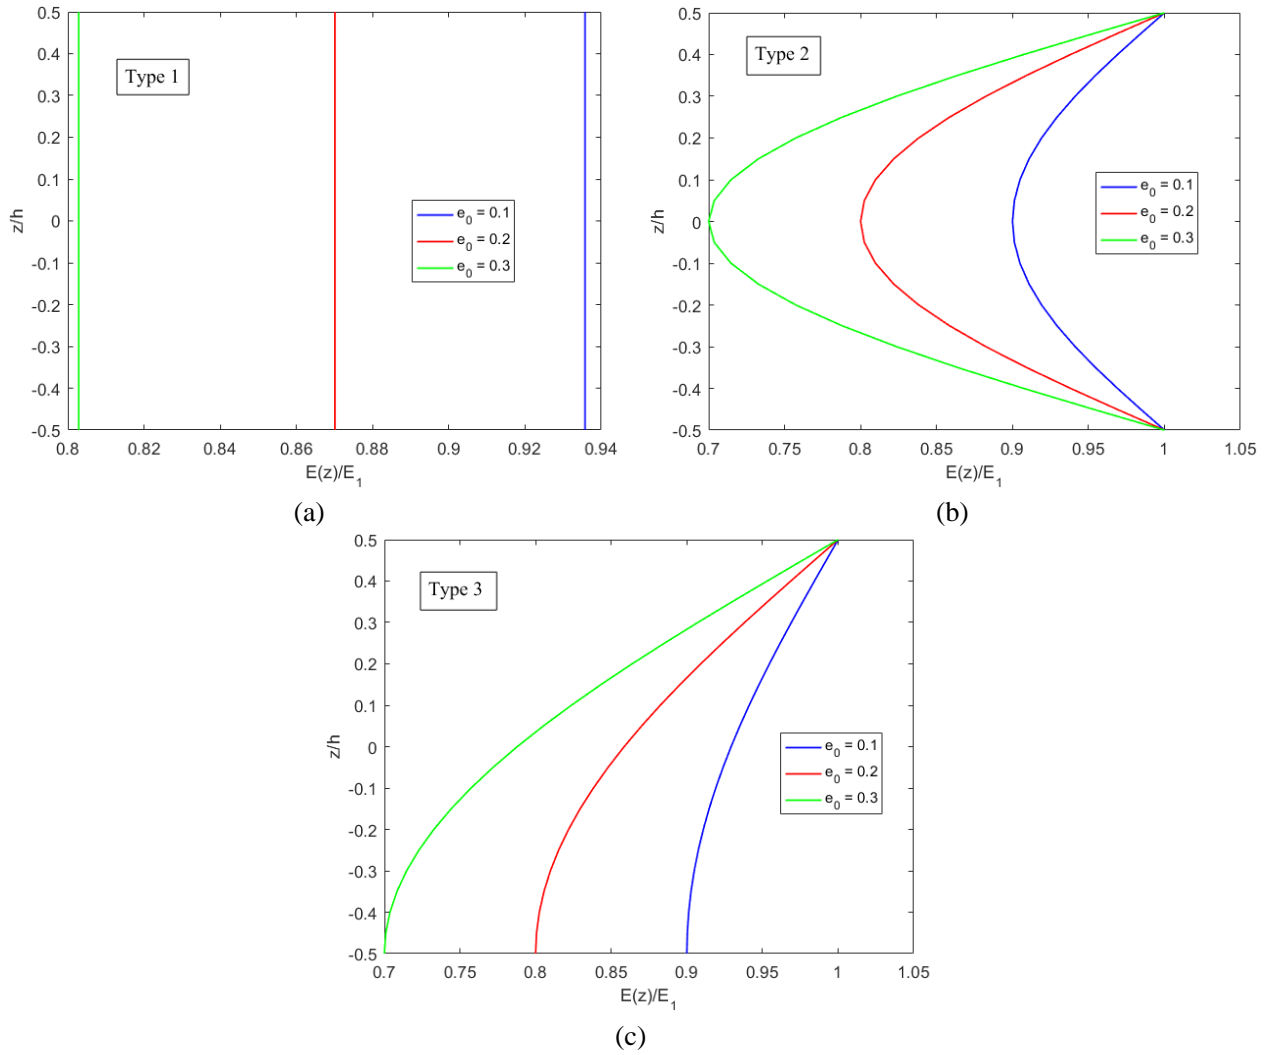 0.5
0.4
0.3
0.2
0.1
0
-0.1
-0.2
-0.3
-0.4
-0.5
z/h
Type 1
e0 = 0.1
e0 = 0.2
e0 = 0.3
0.8 0.82 0.84 0.86 0.88 0.9 0.92 0.94
E(z)/E1
(a)
0.5
0.4
0.3
0.2
0.1
0
-0.1
-0.2
-0.3
-0.4
-0.5
z/h
Type 2
e0 = 0.1
e0 = 0.2
e0 = 0.3
0.7 0.75 0.8 0.85 0.9 0.95 1 1.05
E(z)/E1
(b)
0.5
0.4
0.3
0.2
0.1
0
-0.1
-0.2
-0.3
-0.4
-0.5
z/h
Type 3
e0 = 0.1
e0 = 0.2
e0 = 0.3
0.7 0.75 0.8 0.85 0.9 0.95 1 1.05
E(z)/E1
(c)